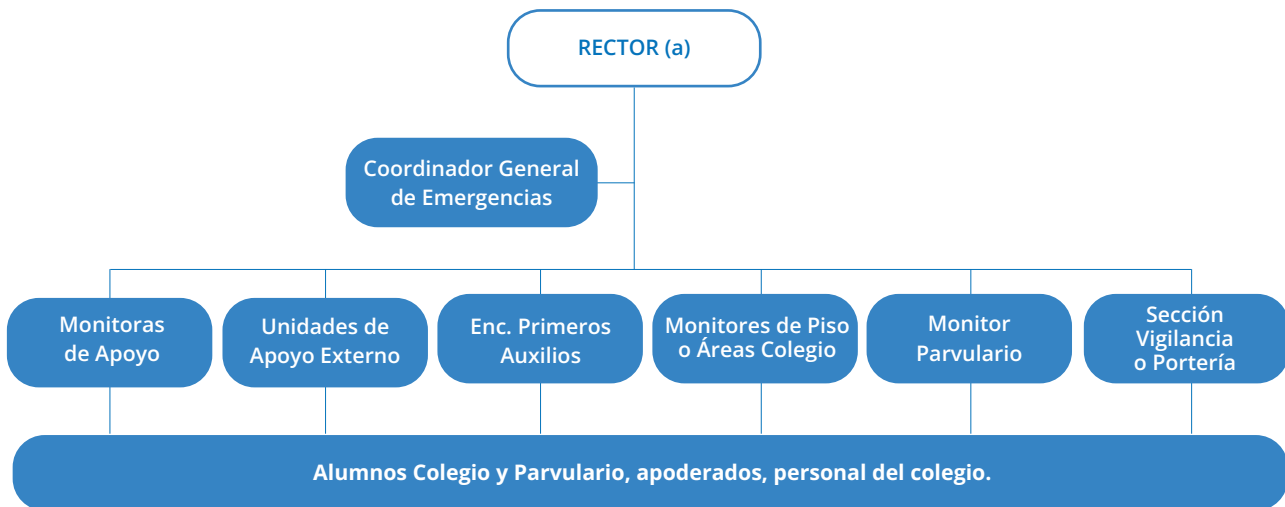 RECTOR (a)
Coordinador General
de Emergencias
Monitoras
de Apoyo
Unidades de
Apoyo Externo
Enc. Primeros
Auxilios
Monitores de Piso
o Áreas Colegio
Monitor
Parvulario
Sección
Vigilancia
o Portería
Alumnos Colegio y Parvulario, apoderados, personal del colegio.